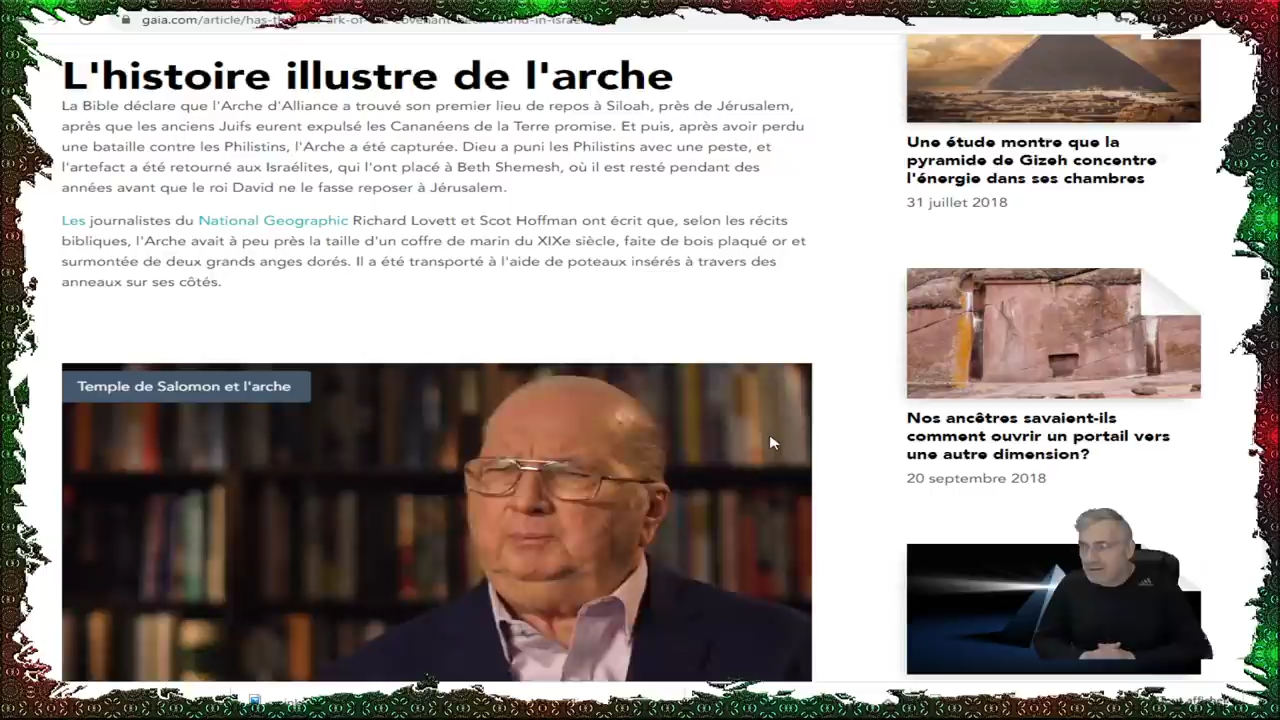 gaia.com/article/has-the-
L'histoire illustre de l'arche
La Bible déclare que l'Arche d'Alliance a trouvé son premier lieu de repos à Siloah, près de Jérusalem,
après que les anciens Juifs eurent expulsé les Cananéens de la Terre promise. Et puis, après avoir perdu
une bataille contre les Philistins, l'Arche a été capturée. Dieu a puni les Philistins avec une peste, et
l'artefact a été retourné aux Israélites, qui l'ont placé à Beth Shemesh, où il est resté pendant des
années avant que le roi David ne le fasse reposer à Jérusalem.
Les journalistes du National Geographic Richard Lovett et Scot Hoffman ont écrit que, selon les récits
bibliques, l'Arche avait à peu près la taille d'un coffre de marin du XIXe siècle, faite de bois plaqué or et
surmontée de deux grands anges dorés. Il a été transporté à l'aide de poteaux insérés à travers des
anneaux sur ses côtés.
Temple de Salomon et l'arche
Une étude montre que la
pyramide de Gizeh concentre
l'énergie dans ses chambres
31 juillet 2018
Nos ancêtres savaient-ils
comment ouvrir un portail vers
une autre dimension?
20 septembre 2018